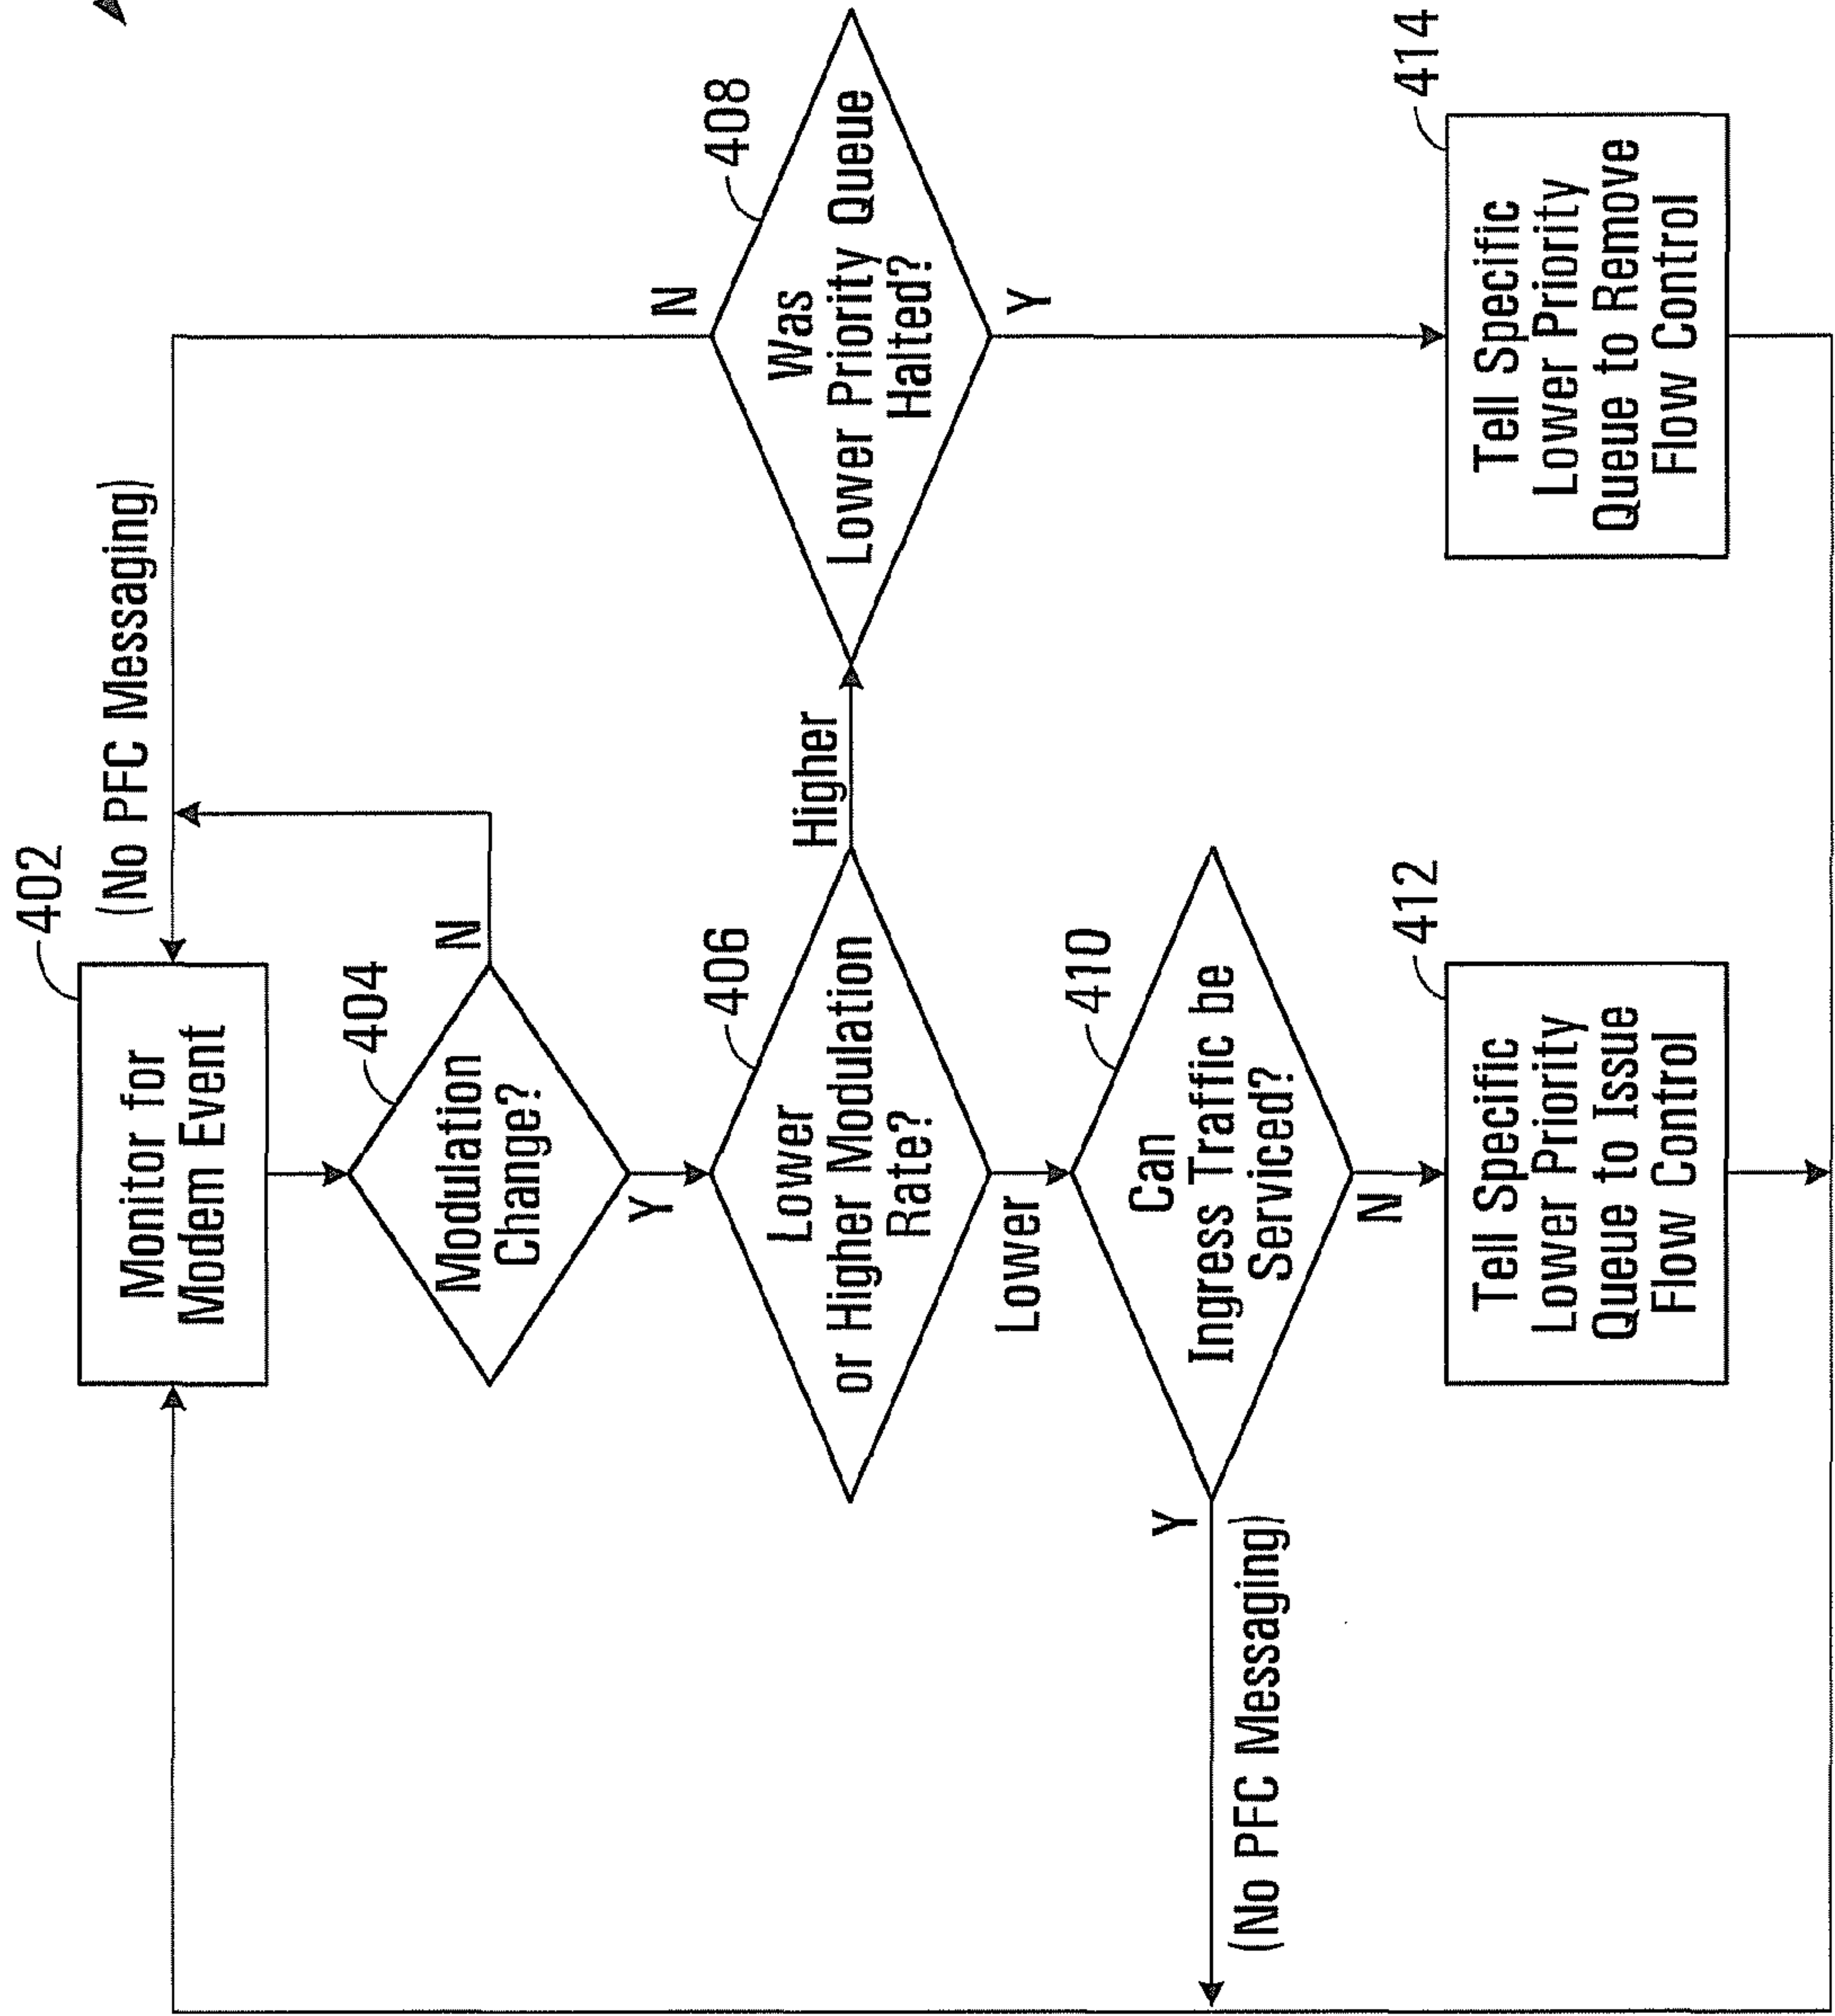 402
Monitor for
Modem Event
(No PFC Messaging)
404
Modulation
Change?
N
Y
406
Lower
or Higher Modulation
Rate?
Higher
Lower
408
Was
Lower Priority Queue
Halted?
N
Y
410
Can
Ingress Traffic be
Serviced?
Y
(No PFC Messaging)
N
412
Tell Specific
Lower Priority
Queue to Issue
Flow Control
414
Tell Specific
Lower Priority
Queue to Remove
Flow Control